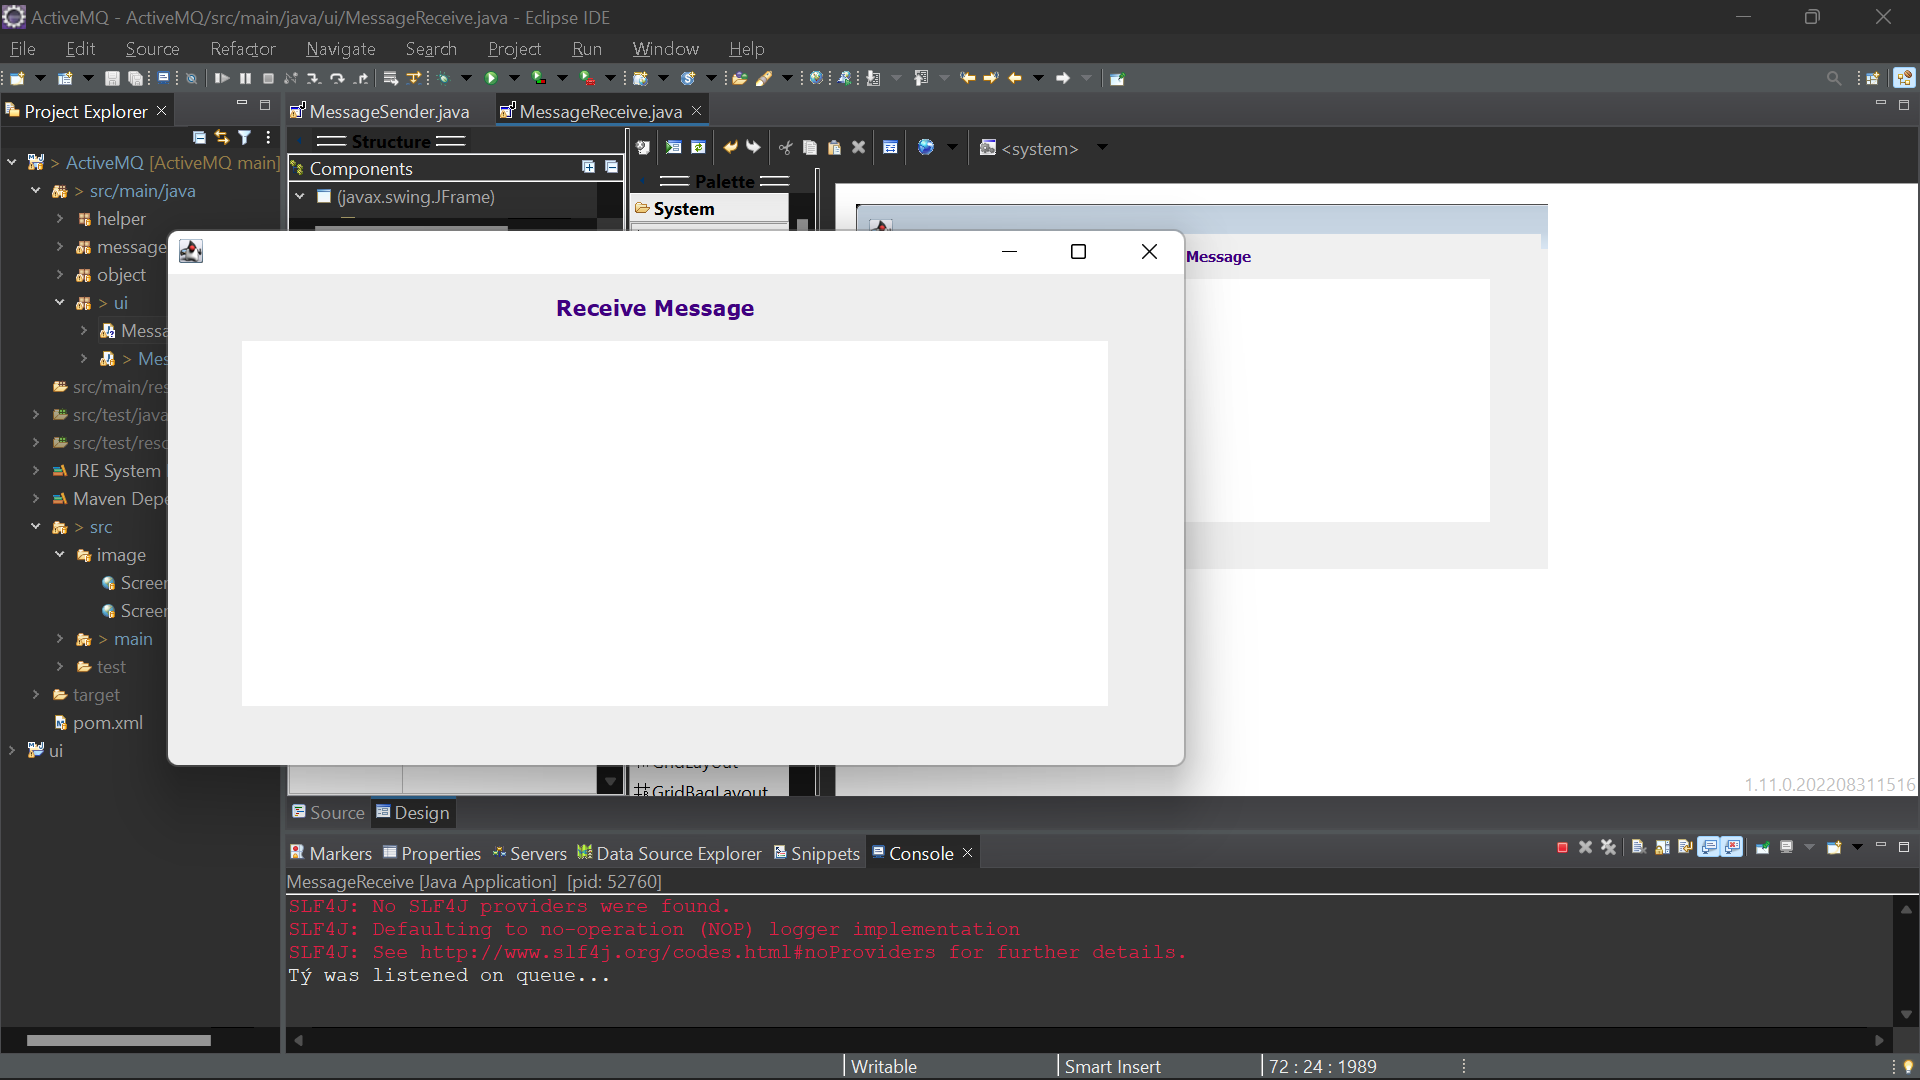 ActiveMQ - ActiveMQ/src/main/java/ui/MessageReceive.java - Eclipse IDE
File Edit Source Refactor Navigate Search Project Run Window Help
Project Explorer
MessageSender.java
MessageReceive.java
> ActiveMQ [ActiveMQ main]
> src/main/java
helper
message
object
> ui
Messa
> Mes
src/main/res
src/test/java
src/test/reso
JRE System
Maven Depe
> src
image
Screen
Screen
> main
test
target
pom.xml
ui
Structure
Components
(javax.swing.JFrame)
<system>
Palette
System
Message
Receive Message
GridLayout
GridBagLayout
1.11.0.202208311516
Source Design
Markers Properties Servers Data Source Explorer Snippets Console
MessageReceive [Java Application] [pid: 52760]
SLF4J: No SLF4J providers were found.
SLF4J: Defaulting to no-operation (NOP) logger implementation
SLF4J: See http://www.slf4j.org/codes.html#noProviders for further details.
Tý was listened on queue...
Writable Smart Insert 72 : 24 : 1989